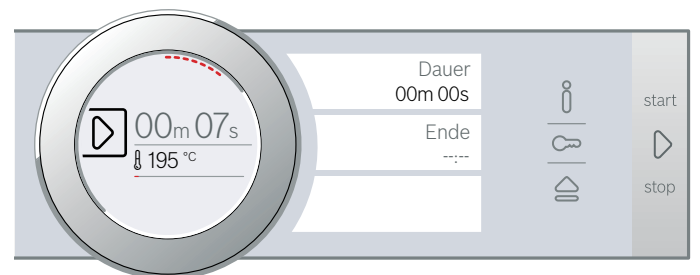 00m 07s
195 °C
Dauer
00m 00s
Ende
--:--
start
stop